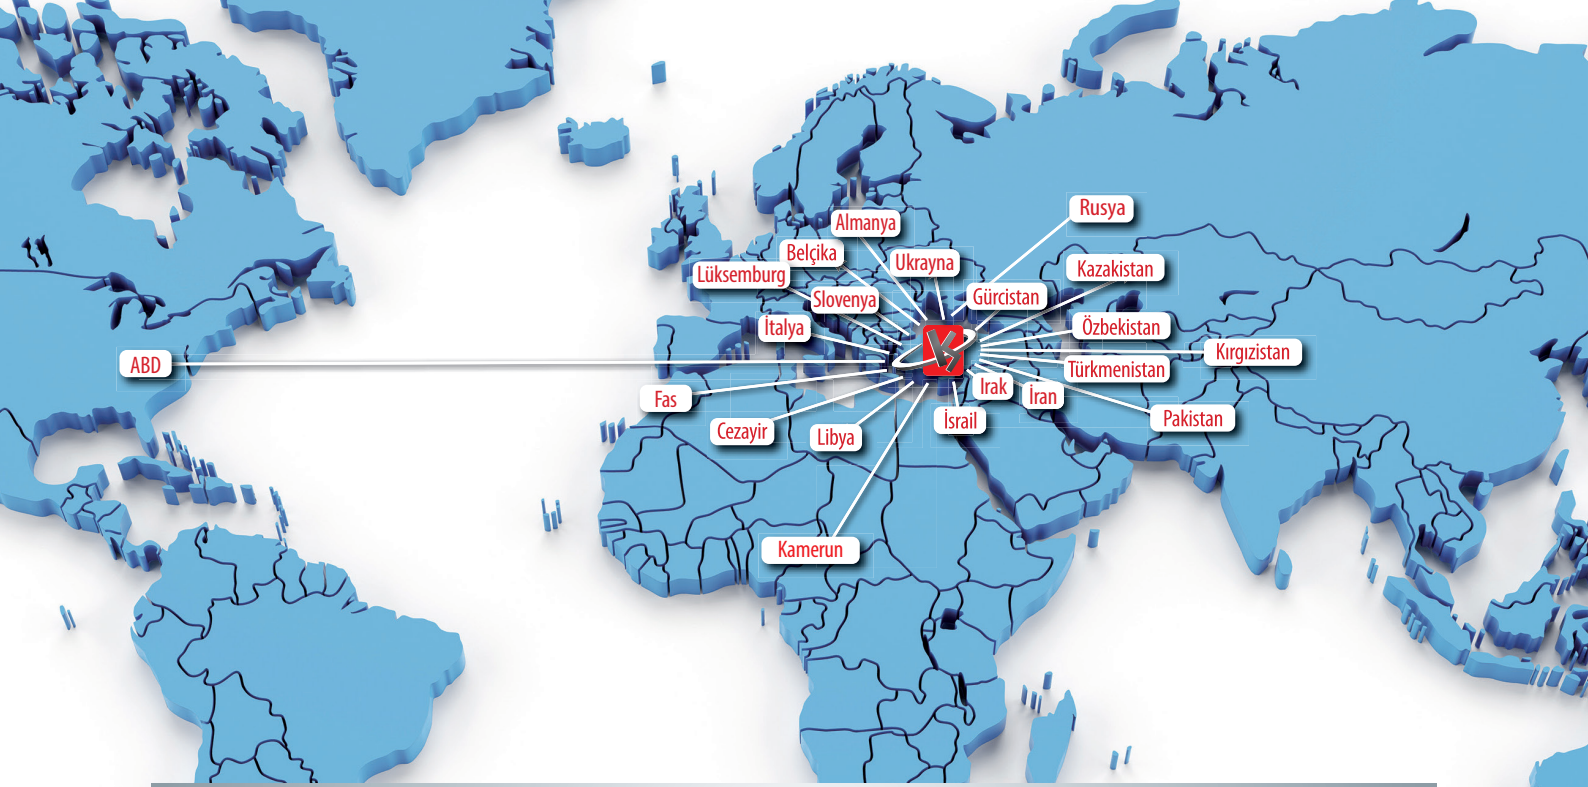 Rusya
Almanya
Belçika
Ukrayna
Lüksemburg
Kazakistan
Slovenya
Gürcistan
İtalya
Özbekistan
Kırgızistan
ABD
Türkmenistan
Irak
İran
Fas
Pakistan
İsrail
Cezayir
Libya
Kamerun